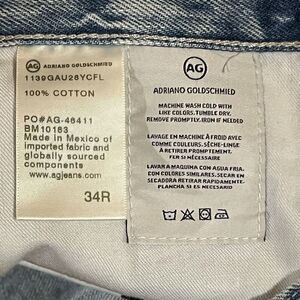 AG
ADRIANO GOLDSCHMIED
1139GAU28YCFL
100% COTTON
PO#AG-46411
BM10183
Made in Mexico of
imported fabric and
globally sourced
components
www.agjeans.com
34R
AG
ADRIANO GOLDSCHMIED
MACHINE WASH COLD WITH
LIKE COLORS. TUMBLE DRY.
REMOVE PROMPTLY. IRON IF NEEDED
LAVAGE EN MACHINE À FROID AVEC
COMME COULEURS. SÈCHE-LINGE
À RETIRER PROMPTEMENT.
FER SI NÉCESSAIRE
LAVAR A MAQUINA CON AGUA FRIA.
CON COLORES SIMILARES. SECAR EN
SECADORA RETIRAR RAPIDAMENTE.
PLANCHA SI ES NECESARIO